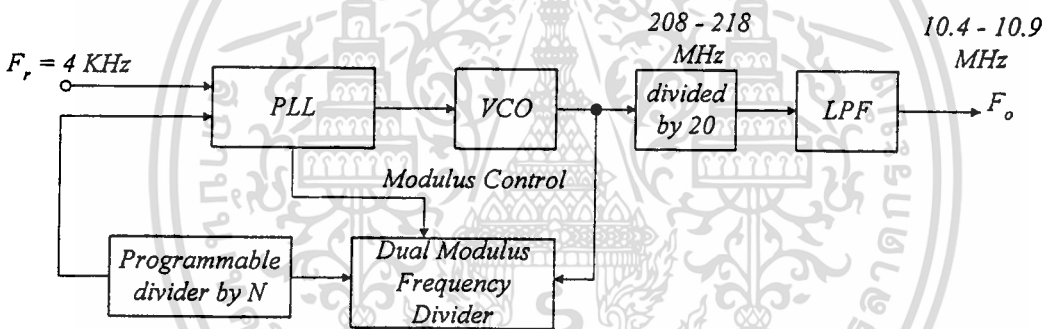 208 - 218
MHz
10.4 - 10.9
MHz
F_r = 4 KHz
PLL
VCO
divided
by 20
LPF
F_o
Modulus Control
Programmable
divider by N
Dual Modulus
Frequency
Divider